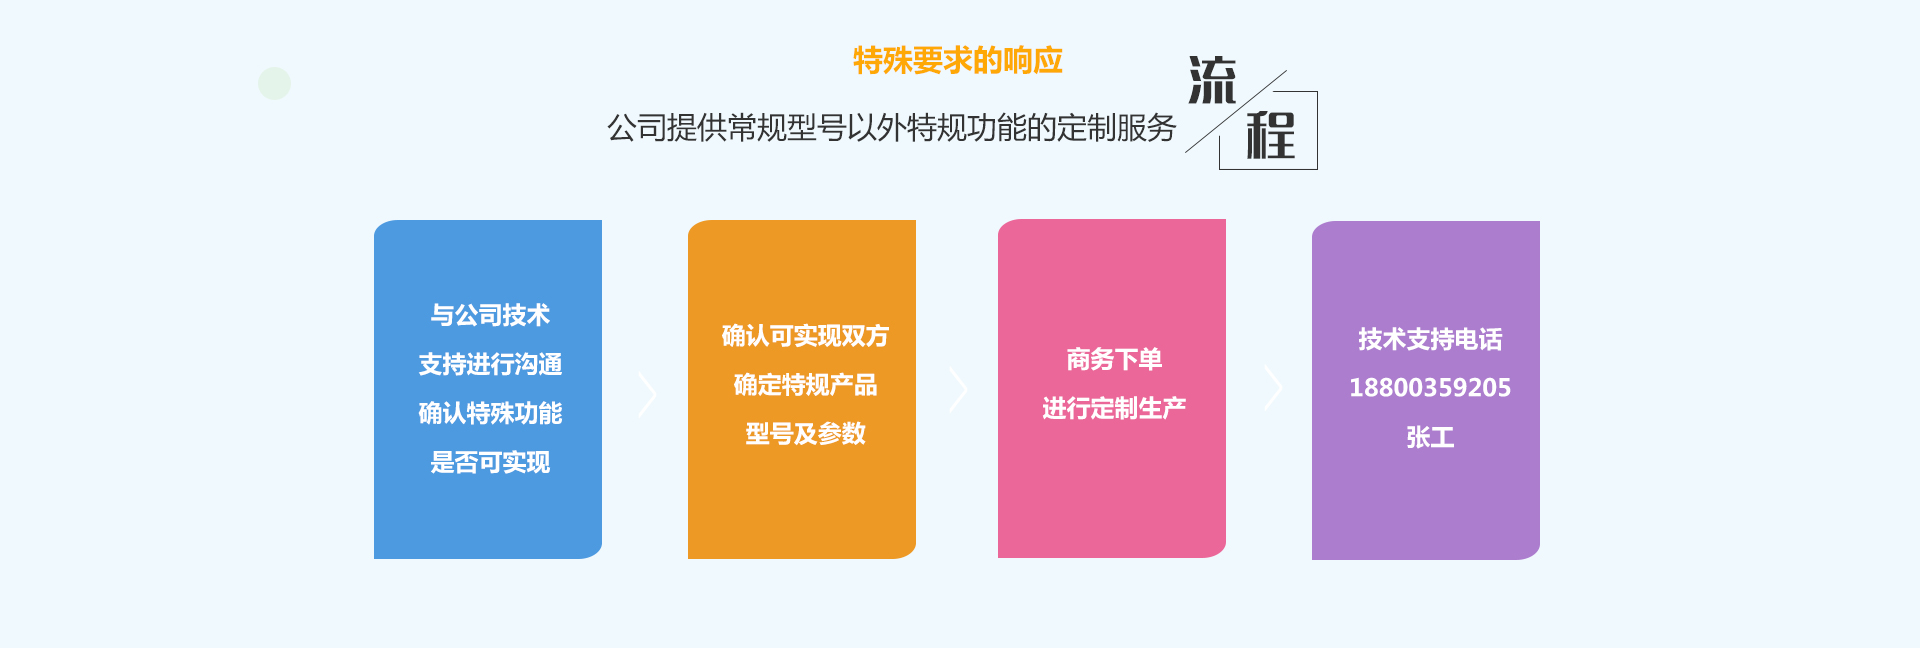 特殊要求的响应
公司提供常规型号以外特规功能的定制服务
流
程
与公司技术
支持进行沟通
确认特殊功能
是否可实现
确认可实现双方
确定特规产品
型号及参数
商务下单
进行定制生产
技术支持电话
18800359205
张工